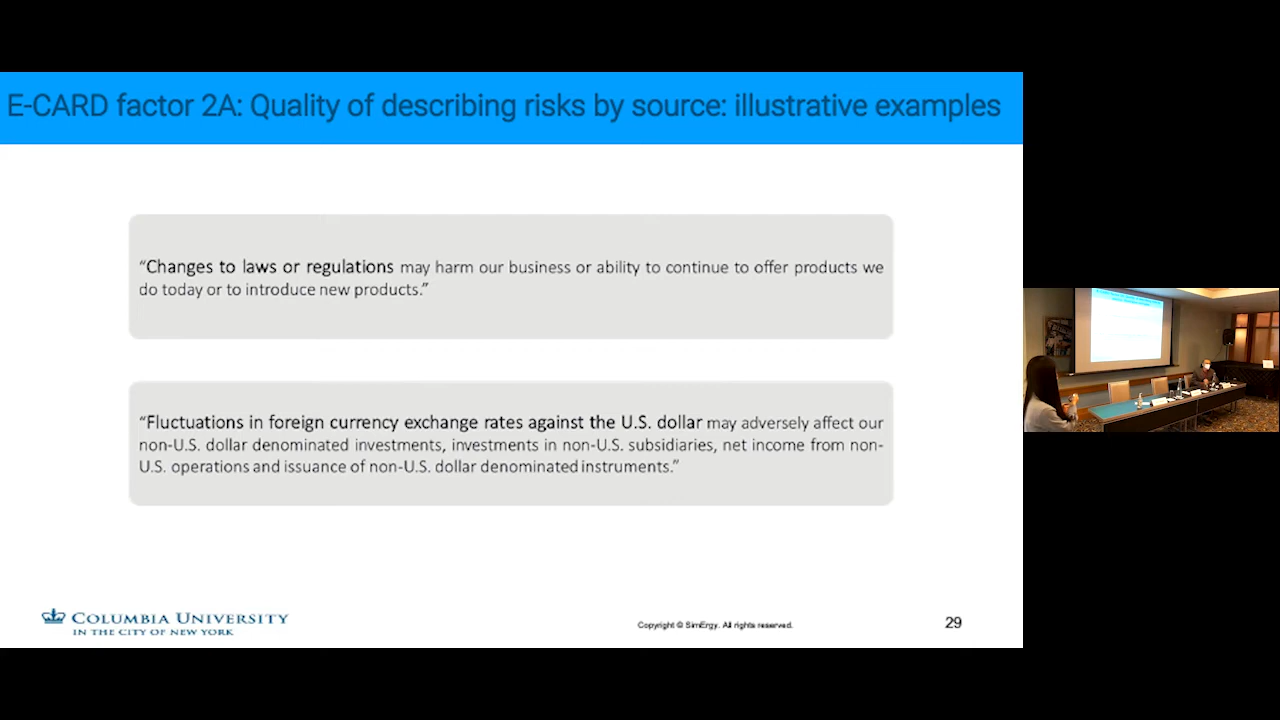 E-CARD factor 2A: Quality of describing risks by source: illustrative examples
“Changes to laws or regulations may harm our business or ability to continue to offer products we
do today or to introduce new products.”
“Fluctuations in foreign currency exchange rates against the U.S. dollar may adversely affect our
non-U.S. dollar denominated investments, investments in non-U.S. subsidiaries, net income from non-
U.S. operations and issuance of non-U.S. dollar denominated instruments.”
COLUMBIA UNIVERSITY
IN THE CITY OF NEW YORK
Copyright © SimErgy. All rights reserved.
29